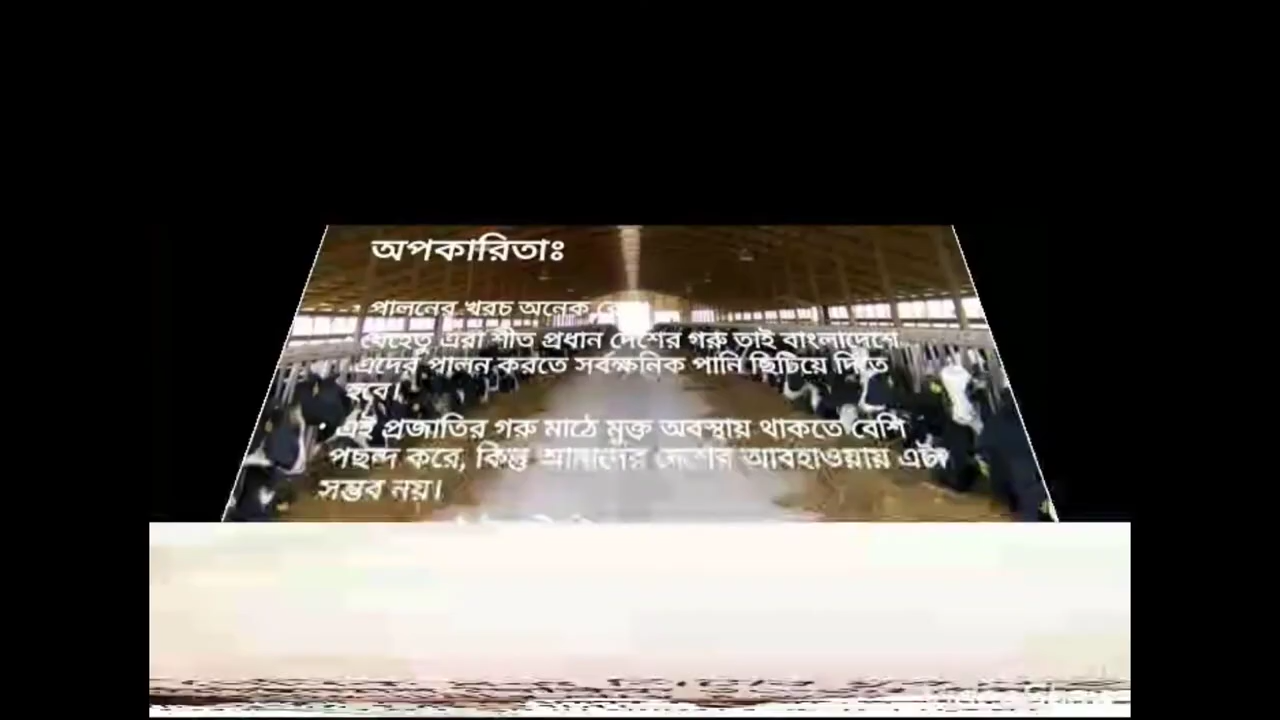 অপকারিতাঃ
• পালনের খরচ অনেক
• যেহেতু এরা শীত প্রধান দেশের গরু তাই বাংলাদেশে
এদের পালন করতে সর্বক্ষনিক পানি ছিটিয়ে দিতে
হবে।
• এই প্রজাতির গরু মাঠে মুক্ত অবস্থায় থাকতে বেশি
পছন্দ করে, কিন্তু আমাদের দেশের আবহাওয়ায় এটা
সম্ভব নয়।